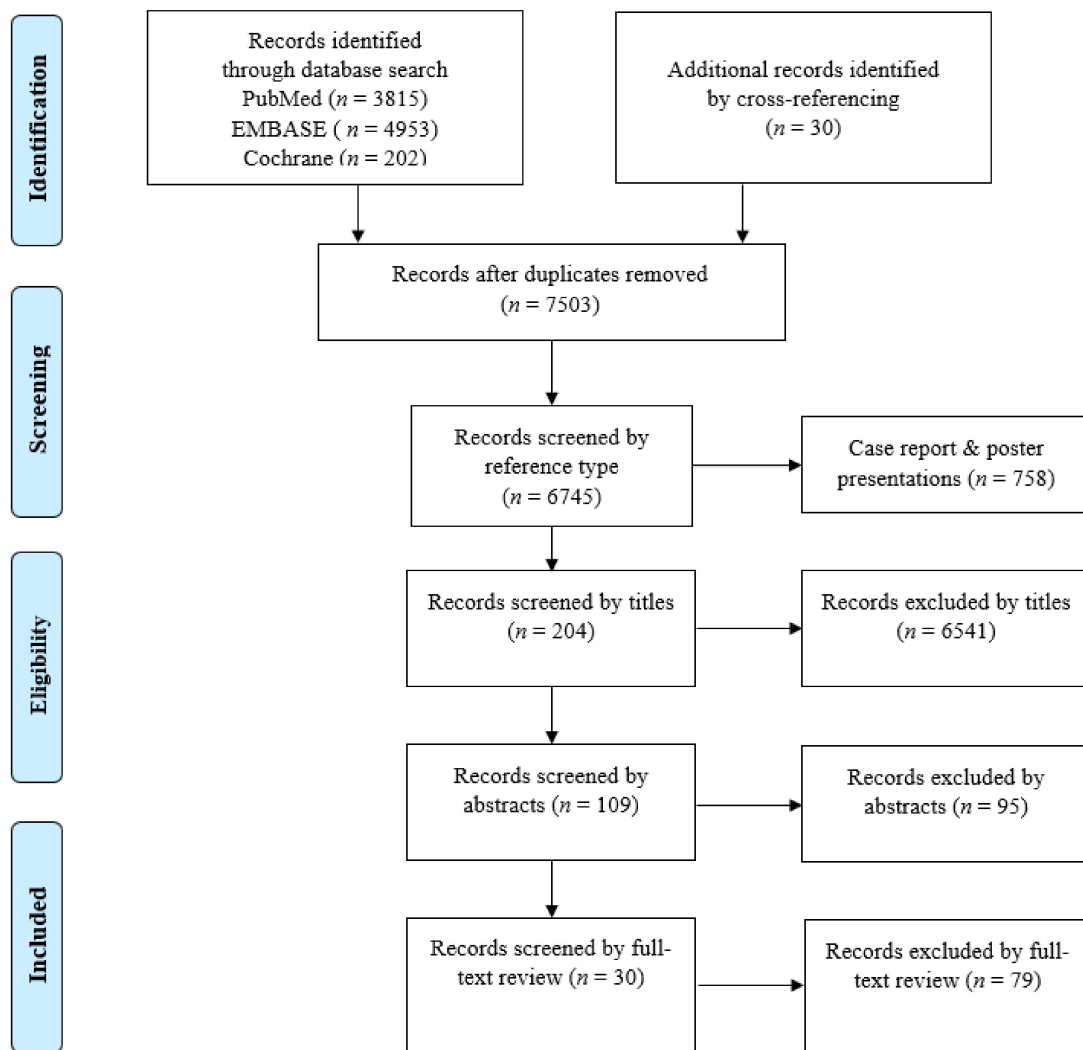 Identification
Records identified
through database search
PubMed (n = 3815)
EMBASE ( n = 4953)
Cochrane (n = 202)
Additional records identified
by cross-referencing
(n = 30)
Records after duplicates removed
(n = 7503)
Screening
Records screened by
reference type
(n = 6745)
Case report & poster
presentations (n = 758)
Eligibility
Records screened by titles
(n = 204)
Records excluded by titles
(n = 6541)
Records screened by
abstracts (n = 109)
Records excluded by
abstracts (n = 95)
Included
Records screened by full-
text review (n = 30)
Records excluded by full-
text review (n = 79)